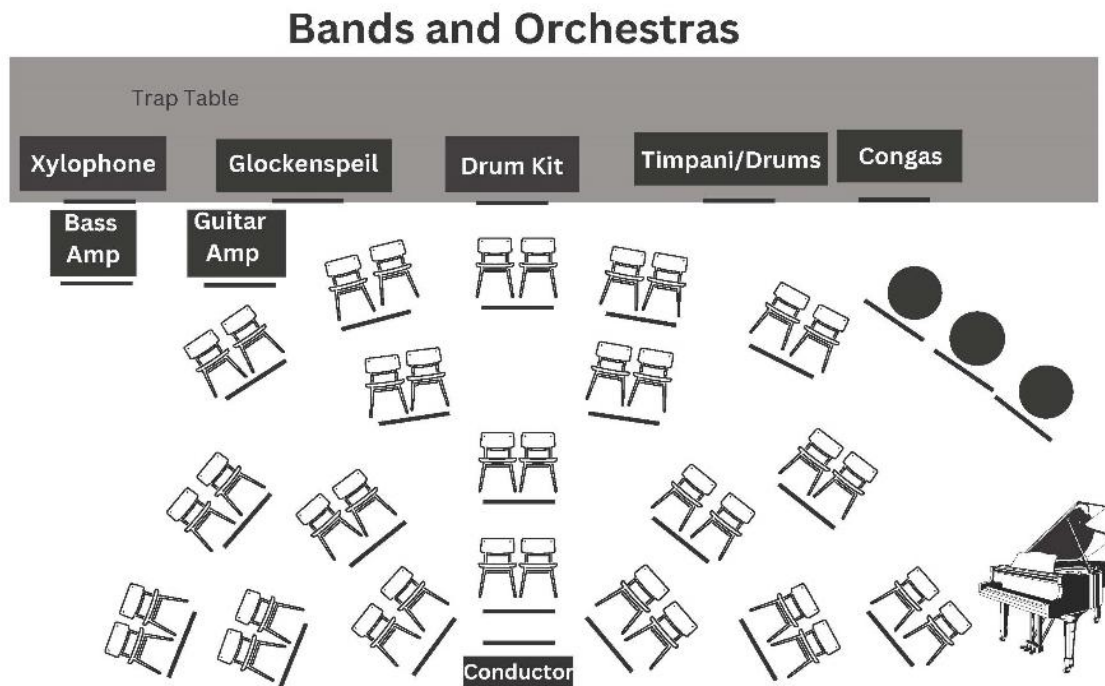 Bands and Orchestras
Trap Table
Xylophone
Glockenspeil
Drum Kit
Timpani/Drums
Congas
Bass
Amp
Guitar
Amp
Conductor